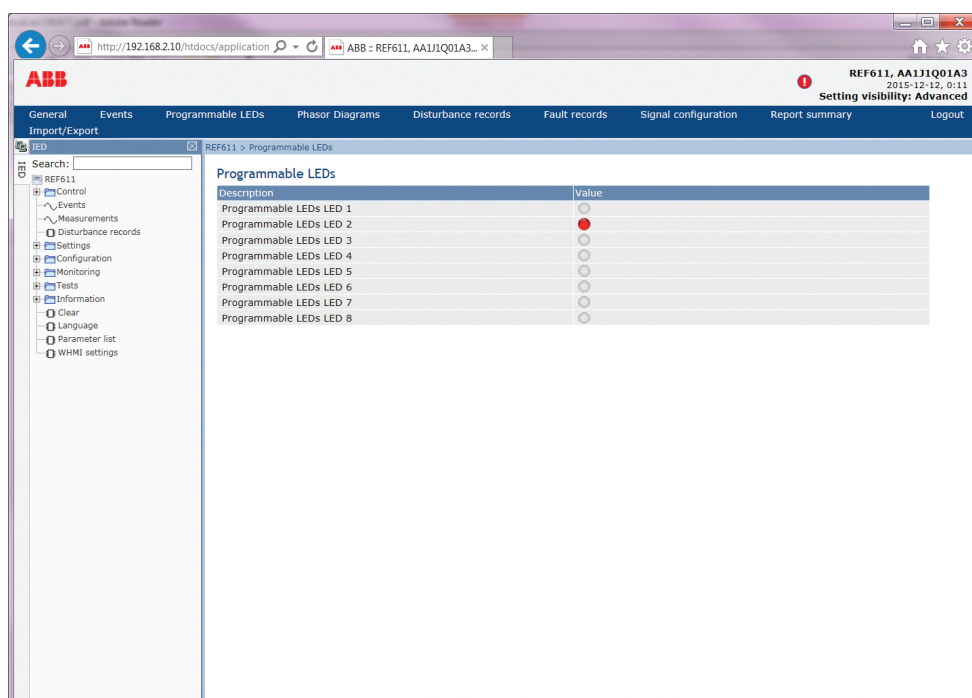 http://192.168.2.10/htdocs/application
ABB :: REF611, AA1J1Q01A3...
ABB
REF611, AA1J1Q01A3
2015-12-12, 0:11
Setting visibility: Advanced
General Events Programmable LEDs Phasor Diagrams Disturbance records Fault records Signal configuration Report summary Logout
Import/Export
IED
REF611 > Programmable LEDs
IED
Search:
REF611
Control
Events
Measurements
Disturbance records
Settings
Configuration
Monitoring
Tests
Information
Clear
Language
Parameter list
WHMI settings
Programmable LEDs
Description Value
Programmable LEDs LED 1
Programmable LEDs LED 2
Programmable LEDs LED 3
Programmable LEDs LED 4
Programmable LEDs LED 5
Programmable LEDs LED 6
Programmable LEDs LED 7
Programmable LEDs LED 8